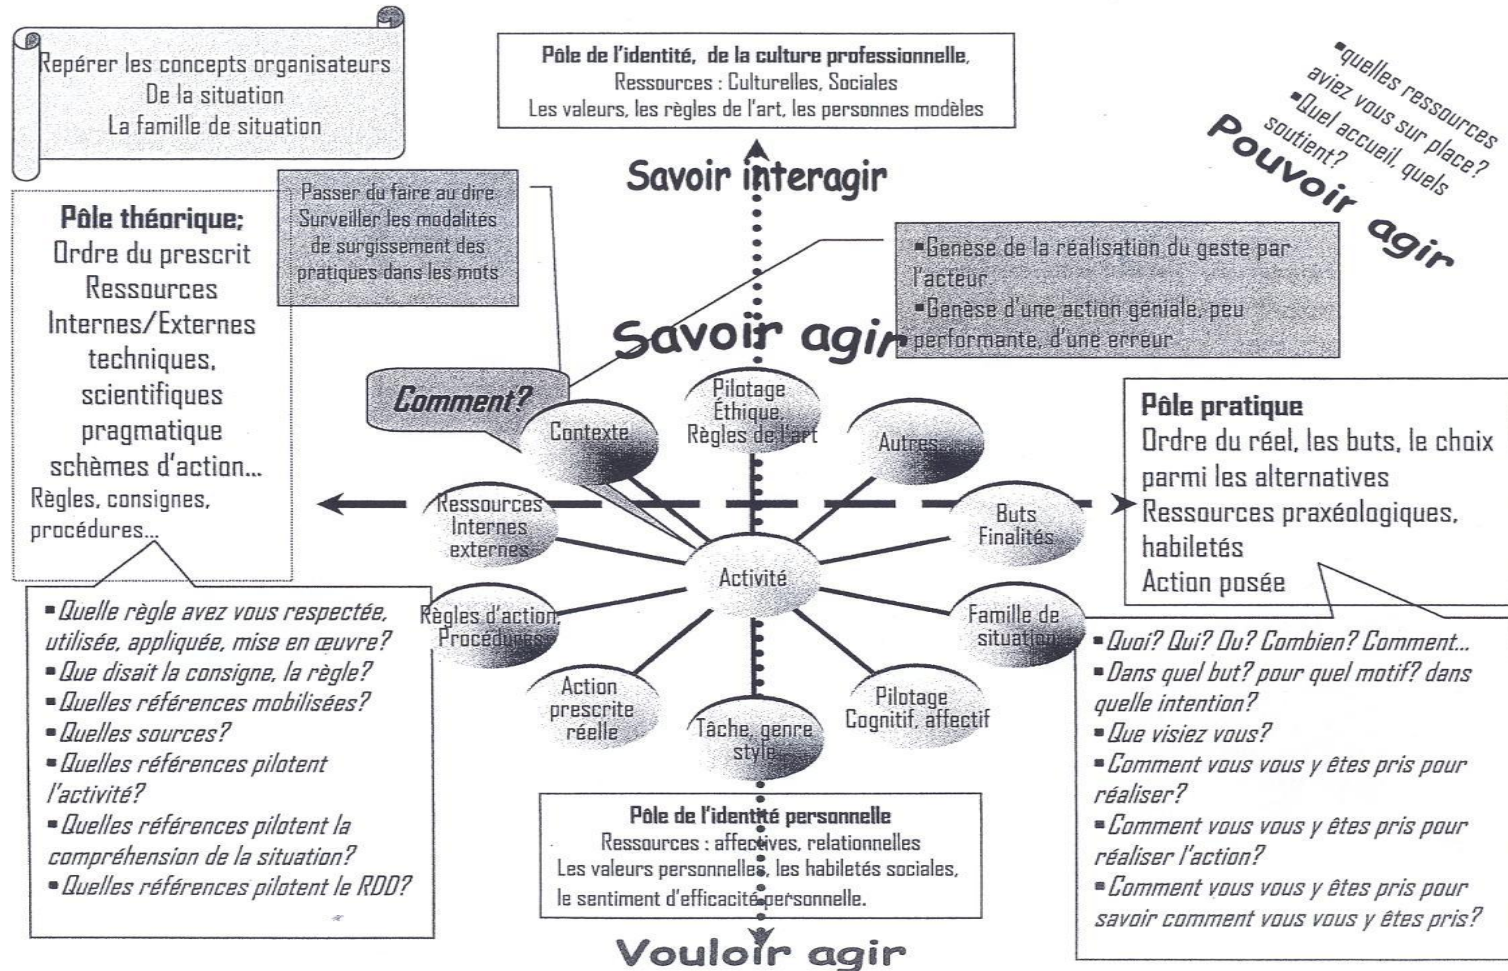 Repérer les concepts organisateurs
De la situation
La famille de situation
Pôle de l'identité, de la culture professionnelle,
Ressources : Culturelles, Sociales
Les valeurs, les règles de l'art, les personnes modèles
▪quelles ressources
aviez vous sur place?
▪Quel accueil, quels
soutient?
Pouvoir agir
Savoir interagir
Passer du faire au dire
Surveiller les modalités
de surgissement des
pratiques dans les mots
Pôle théorique;
Ordre du prescrit
Ressources
Internes/Externes
techniques,
scientifiques
pragmatique
schèmes d'action...
Règles, consignes,
procédures...
▪Genèse de la réalisation du geste par
l'acteur
▪Genèse d'une action géniale, peu
performante, d'une erreur
Savoir agir
Comment?
Contexte
Pilotage
Éthique,
Règles de l'art
Autres...
Ressources
Internes
externes
Buts
Finalités
Activité
Règles d'action,
Procédures
Famille de
situation
Action
prescrite
réelle
Tâche, genre
style...
Pilotage
Cognitif, affectif
Pôle pratique
Ordre du réel, les buts, le choix
parmi les alternatives
Ressources praxéologiques,
habiletés
Action posée
▪Quelle règle avez vous respectée,
utilisée, appliquée, mise en œuvre?
▪Que disait la consigne, la règle?
▪Quelles références mobilisées?
▪Quelles sources?
▪Quelles références pilotent
l'activité?
▪Quelles références pilotent la
compréhension de la situation?
▪Quelles références pilotent le RDD?
▪Quoi? Qui? Ou? Combien? Comment...
▪Dans quel but? pour quel motif? dans
quelle intention?
▪Que visiez vous?
▪Comment vous vous y êtes pris pour
réaliser?
▪Comment vous vous y êtes pris pour
réaliser l'action?
▪Comment vous vous y êtes pris pour
savoir comment vous vous y êtes pris?
Pôle de l'identité personnelle
Ressources : affectives, relationnelles
Les valeurs personnelles, les habiletés sociales,
le sentiment d'efficacité personnelle.
Vouloir agir